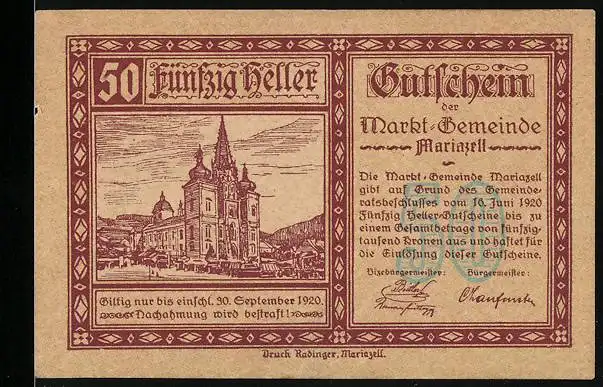 50 Fünfzig Heller
Giltig nur bis einschl. 30. September 1920.
Nachahmung wird bestraft!
Gutschein
der
Markt-Gemeinde
Mariazell
Die Markt-Gemeinde Mariazell
gibt auf Grund des Gemeinde-
ratsbeschlusses vom 16. Juni 1920
Fünfzig Heller-Gutscheine bis zu
einem Gesamtbetrage von fünfzig-
tausend Kronen aus und haftet für
die Einlösung dieser Gutscheine.
50
Vizebürgermeister: Bürgermeister:
Druck Radinger, Mariazell.